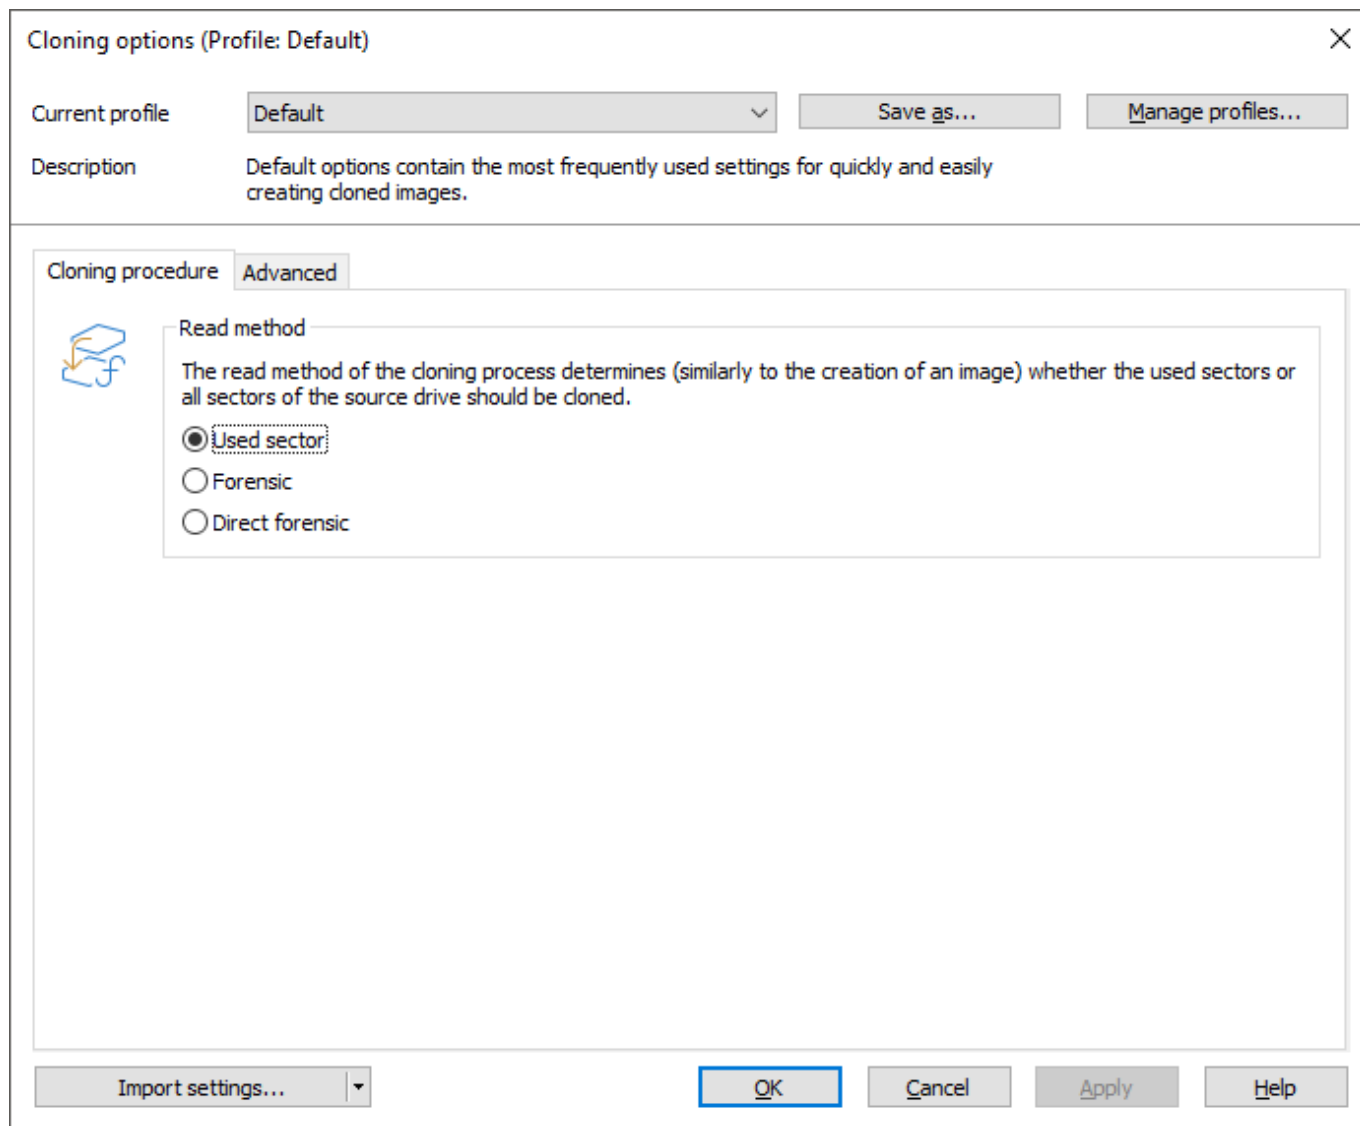 Cloning options (Profile: Default)
Current profile
Default
Save as...
Manage profiles...
Description
Default options contain the most frequently used settings for quickly and easily
creating cloned images.
Cloning procedure
Advanced
Read method
The read method of the cloning process determines (similarly to the creation of an image) whether the used sectors or
all sectors of the source drive should be cloned.
Used sector
Forensic
Direct forensic
Import settings...
OK
Cancel
Apply
Help